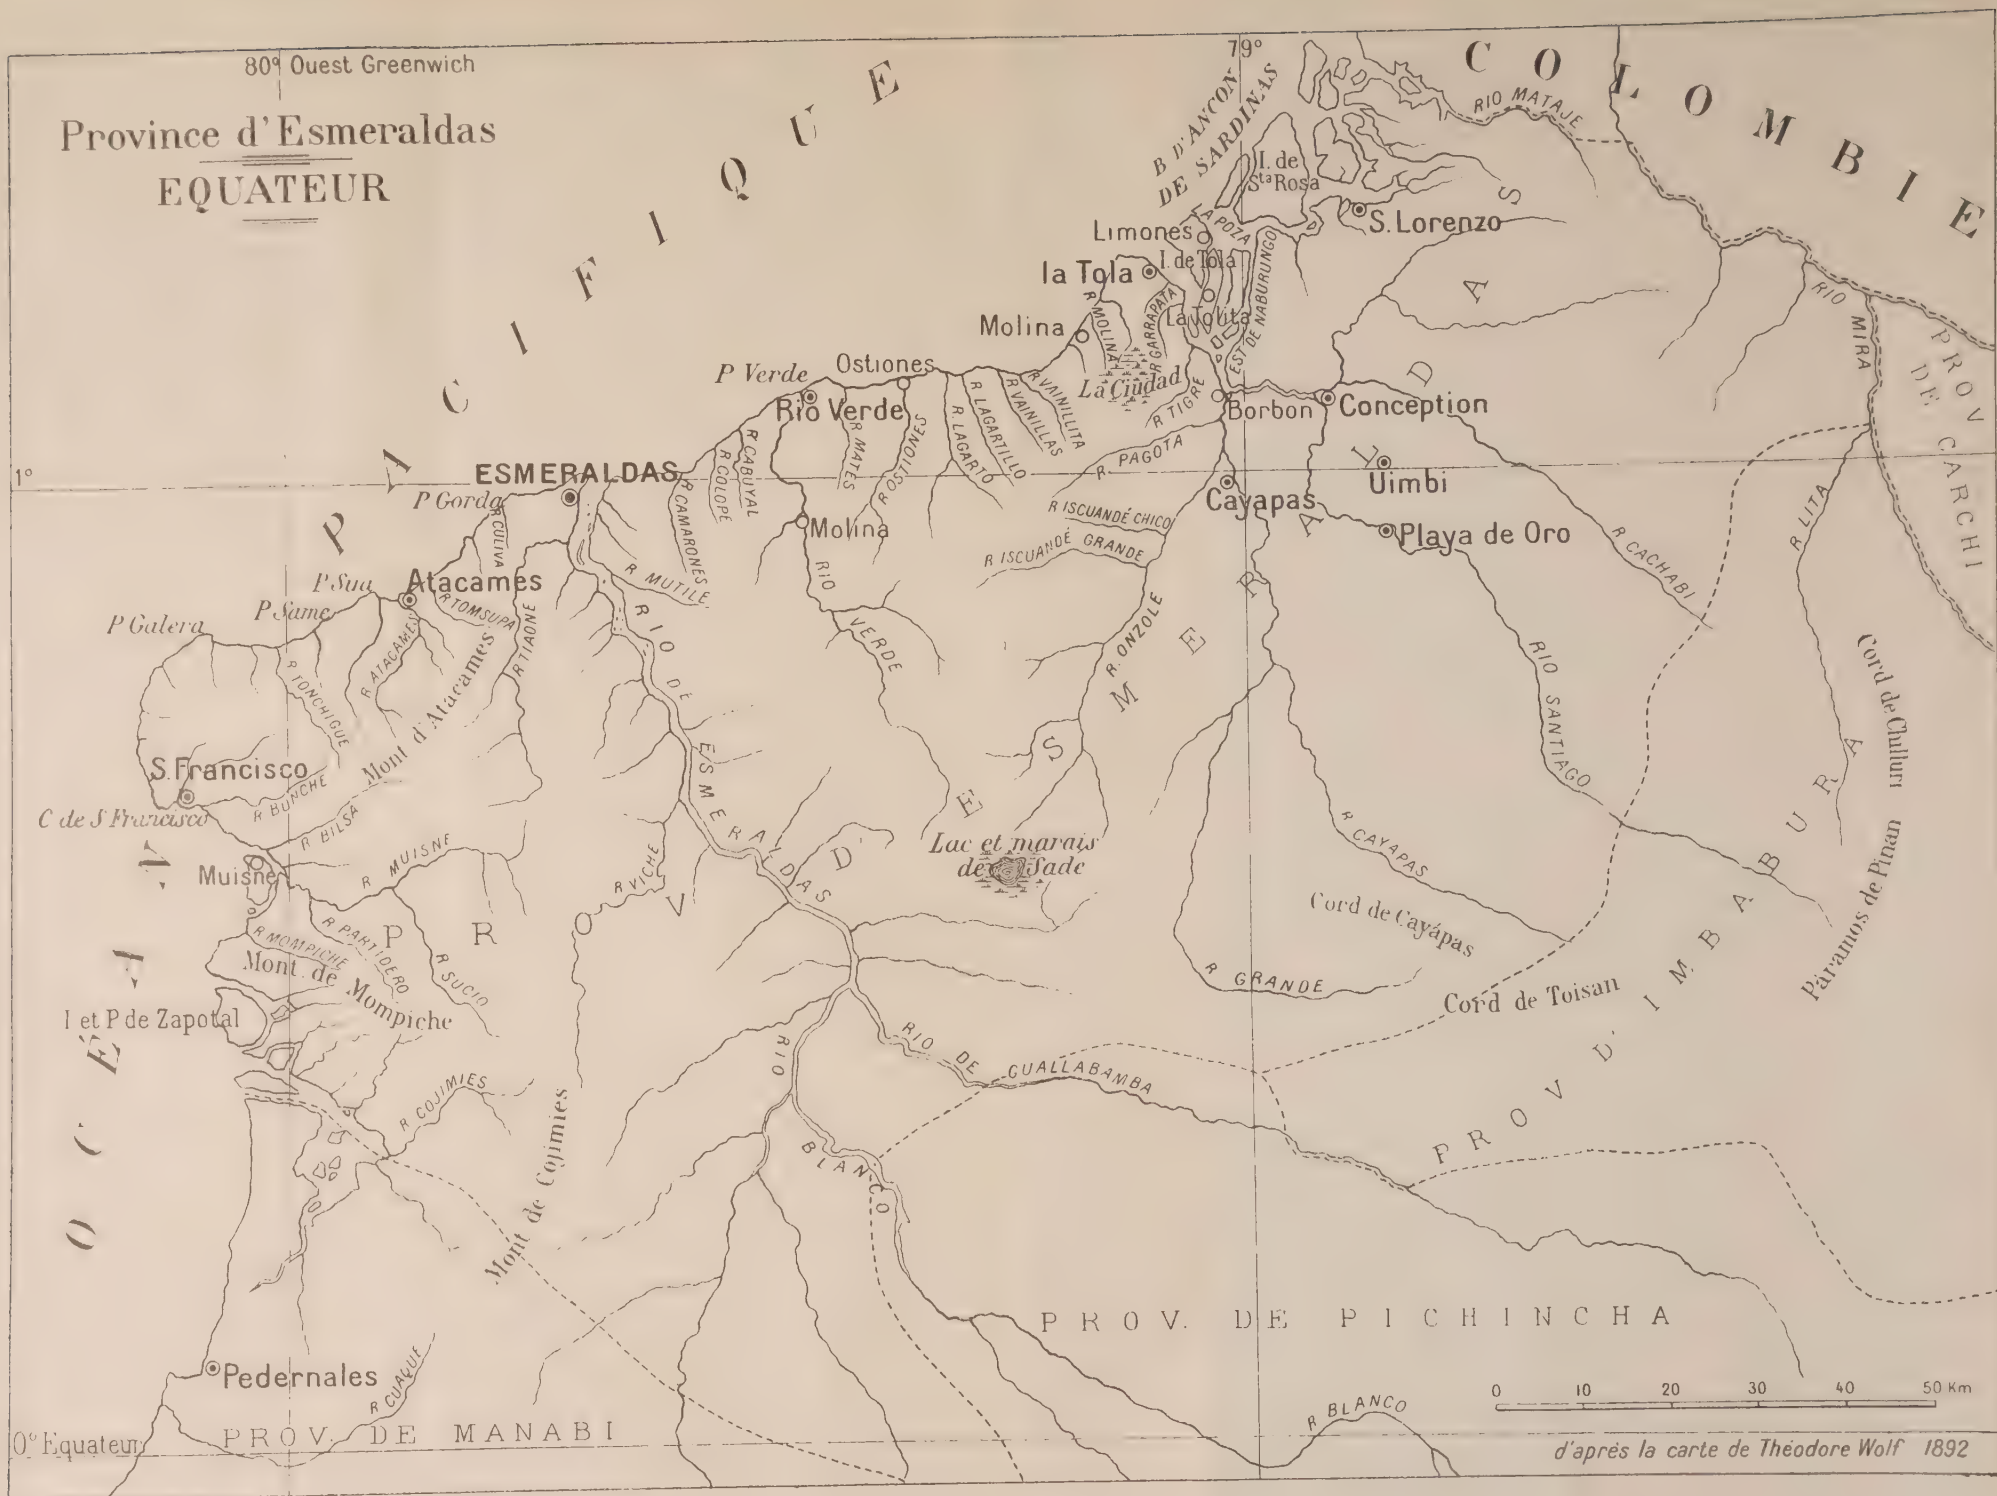 80° Ouest Greenwich
79°
Province d'Esmeraldas
EQUATEUR
OCÉAN PACIFIQUE
COLOMBIE
B D'ANCON
DE SARDINAS
RIO MATAJE
I. de
Sta Rosa
S. Lorenzo
LA POZA
Limones
I. de Tola
la Tola
EST DE NABURUNGO
R MOLINA
R GARRAPATA
La Tolita
Molina
RIO MIRA
PROV
DE CARCHI
La Ciudad
P Verde
Ostiones
Rio Verde
R VAINILLITA
R VAINILLAS
R LAGARTILLO
R. LAGARTO
R TIGRE
Borbon
Conception
R. PAGOTA
R MATES
R OSTIONES
R CABUYAL
R COLOPE
R CAMARONES
1°
ESMERALDAS
P Gorda
R CULIVA
Cayapas
Uimbi
Playa de Oro
R ISCUANDÉ CHICO
R ISCUANDÉ GRANDE
R LITA
R CACHABI
Molina
RIO VERDE
R MUTILE
P Sua
Atacames
R TOMSUPA
P Same
P Galera
R ATACAMES
R TIAONE
R TONCHIGUE
Mont d'Atacames
R. ONZOLE
RIO SANTIAGO
Cord de Chilluri
PROV D'ESMERALDAS
RIO DE ESMERALDAS
S. Francisco
R BUNCHE
C de S Francisco
R BILSA
R MUISNE
Muisne
R VICHE
Lac et marais
de Sade
R CAYAPAS
Cord de Cayápas
Páramos de Pinan
R PARTIDERO
R MOMPICHE
Mont. de
Mompiche
R SUCIO
I et P de Zapotal
R GRANDE
Cord de Toisan
PROV D'IMBABURA
RIO DE GUALLABAMBA
R COJIMIES
Mont de Cojimies
RIO BLANCO
PROV. DE PICHINCHA
Pedernales
R CUAQUE
R BLANCO
0 10 20 30 40 50 Km
0° Equateur
PROV. DE MANABI
d'aprés la carte de Théodore Wolf 1892